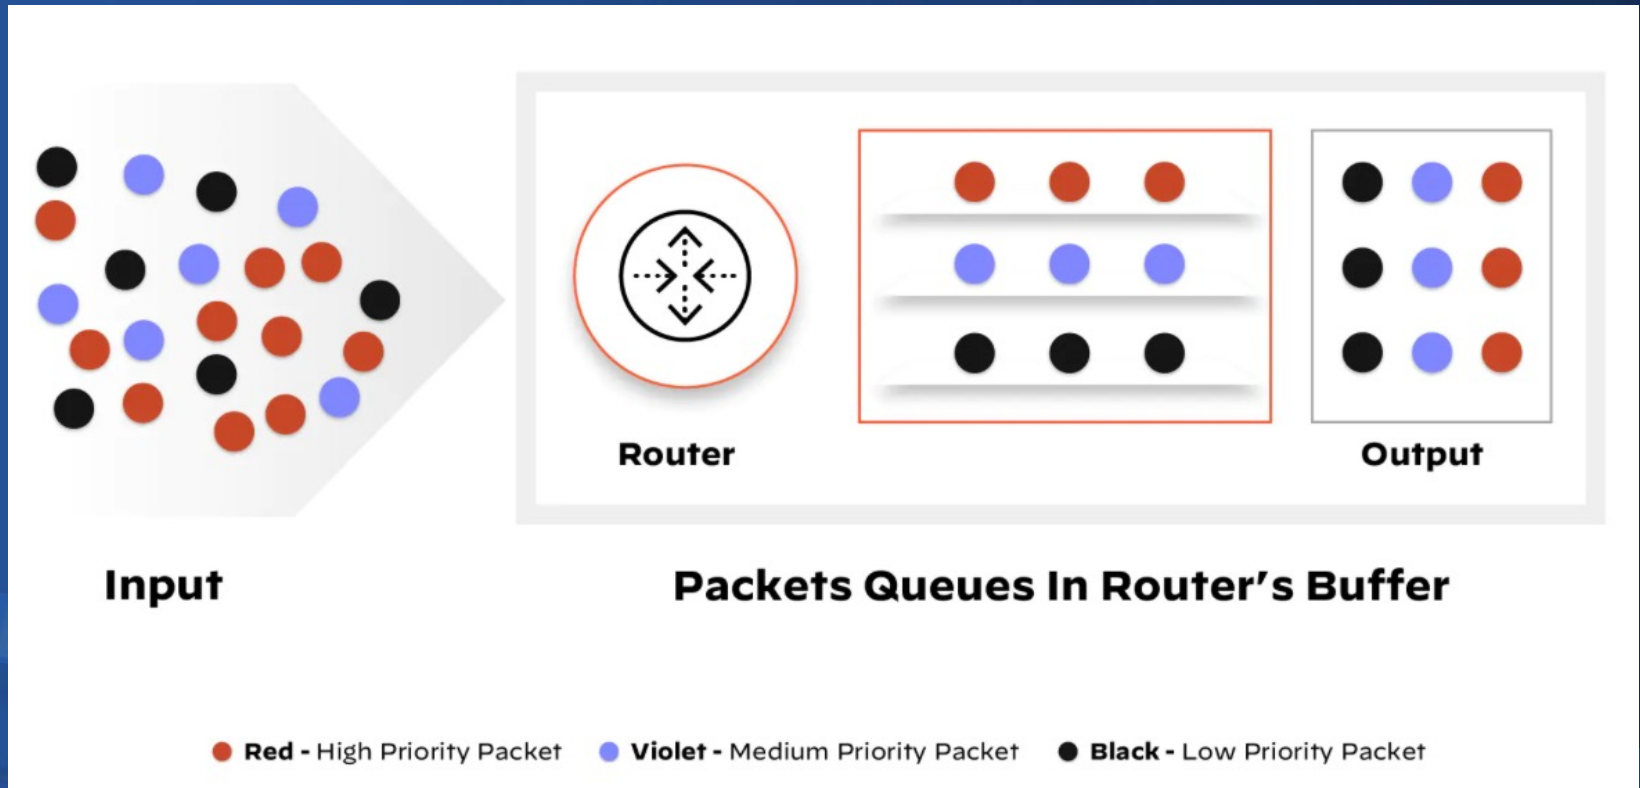 Router
Output
Input
Packets Queues In Router's Buffer
Red - High Priority Packet
Violet - Medium Priority Packet
Black - Low Priority Packet